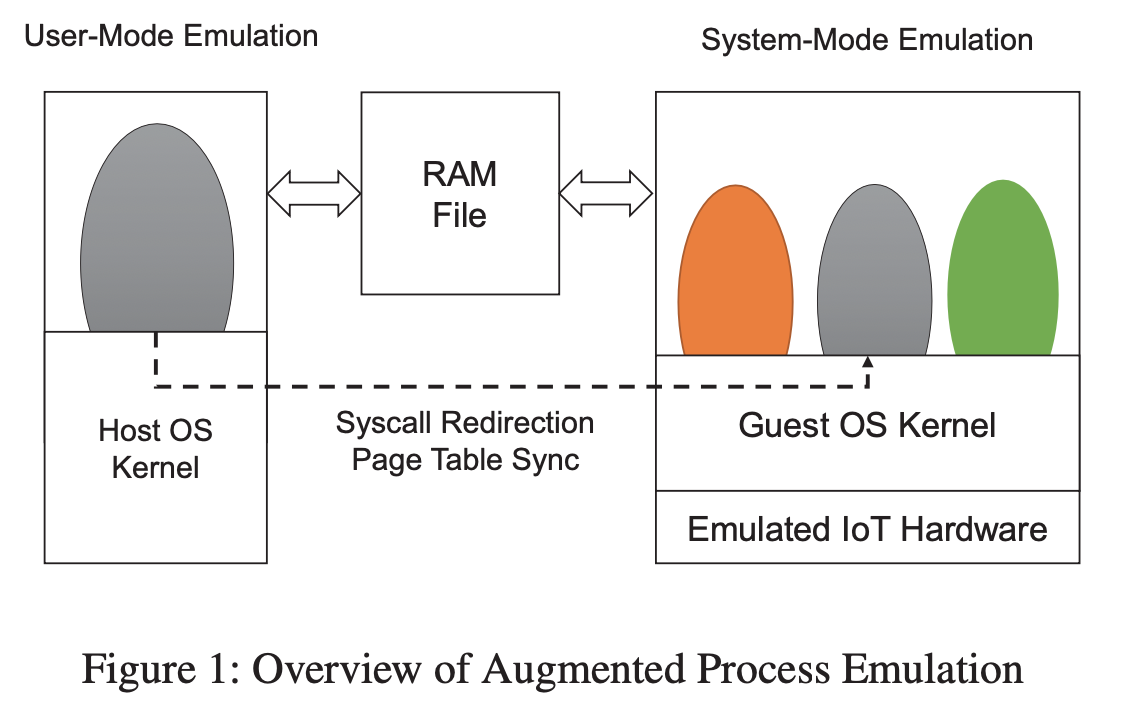 User-Mode Emulation
System-Mode Emulation
RAM
File
Host OS
Kernel
Syscall Redirection
Page Table Sync
Guest OS Kernel
Emulated IoT Hardware
Figure 1: Overview of Augmented Process Emulation